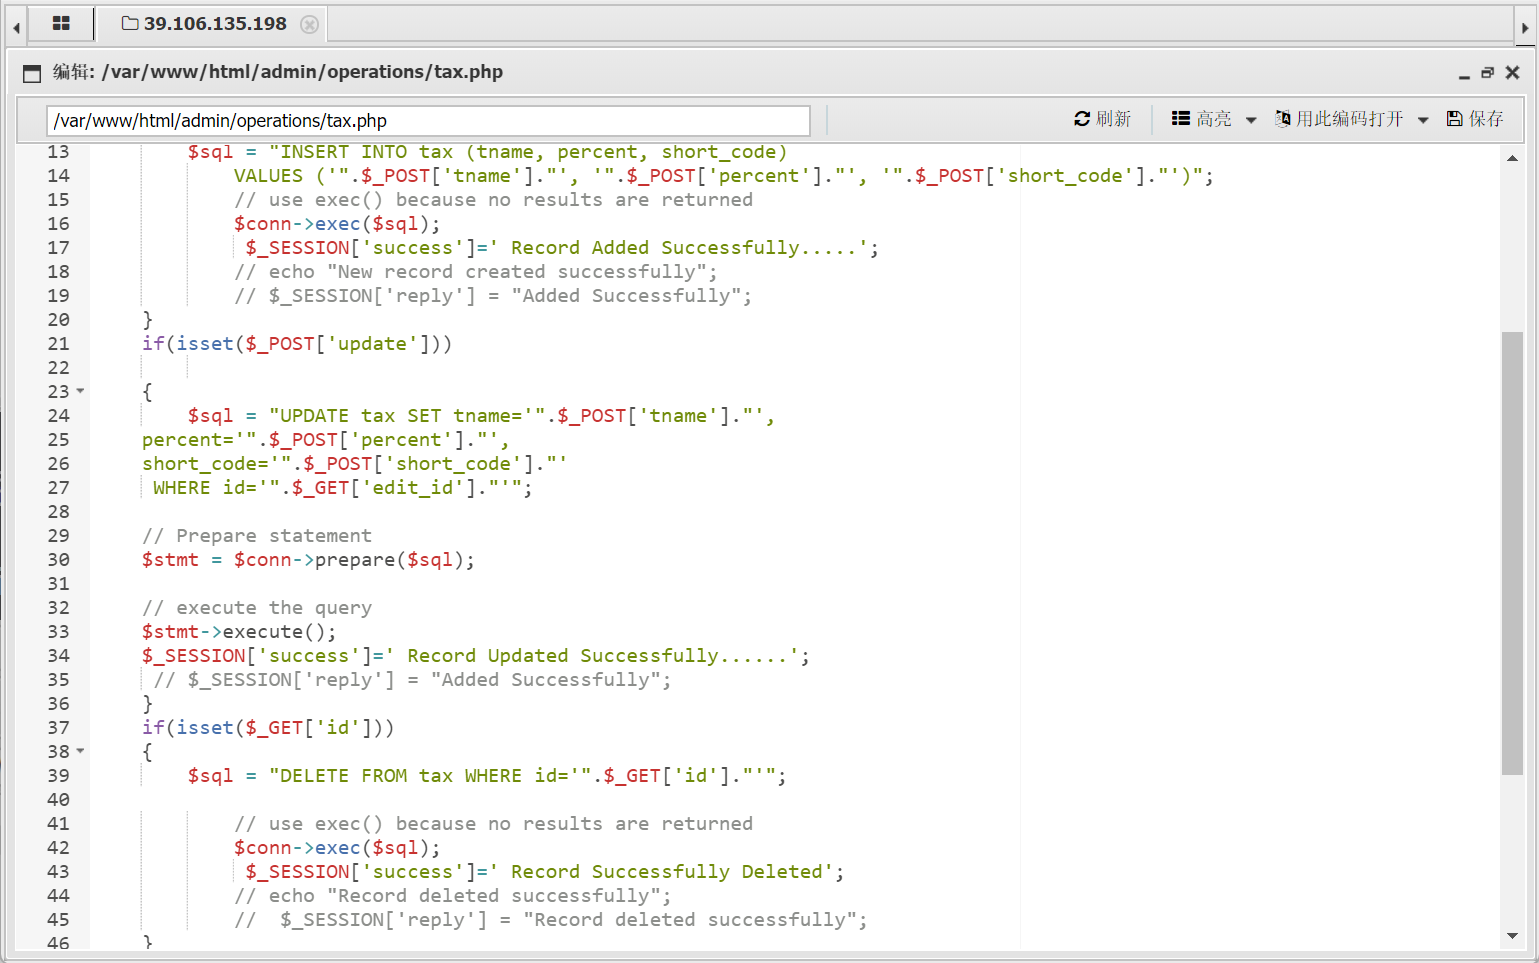 39.106.135.198
编辑: /var/www/html/admin/operations/tax.php
/var/www/html/admin/operations/tax.php 刷新 高亮 用此编码打开 保存
13 $sql = "INSERT INTO tax (tname, percent, short_code)
14 VALUES ('".$_POST['tname']."', '".$_POST['percent']."', '".$_POST['short_code']."')";
15 // use exec() because no results are returned
16 $conn->exec($sql);
17 $_SESSION['success']=' Record Added Successfully.....';
18 // echo "New record created successfully";
19 // $_SESSION['reply'] = "Added Successfully";
20 }
21 if(isset($_POST['update']))
22
23 {
24 $sql = "UPDATE tax SET tname='".$_POST['tname']."',
25 percent='".$_POST['percent']."',
26 short_code='".$_POST['short_code']."'
27 WHERE id='".$_GET['edit_id']."'";
28
29 // Prepare statement
30 $stmt = $conn->prepare($sql);
31
32 // execute the query
33 $stmt->execute();
34 $_SESSION['success']=' Record Updated Successfully......';
35 // $_SESSION['reply'] = "Added Successfully";
36 }
37 if(isset($_GET['id']))
38 {
39 $sql = "DELETE FROM tax WHERE id='".$_GET['id']."'";
40
41 // use exec() because no results are returned
42 $conn->exec($sql);
43 $_SESSION['success']=' Record Successfully Deleted';
44 // echo "Record deleted successfully";
45 //  $_SESSION['reply'] = "Record deleted successfully";
46 }